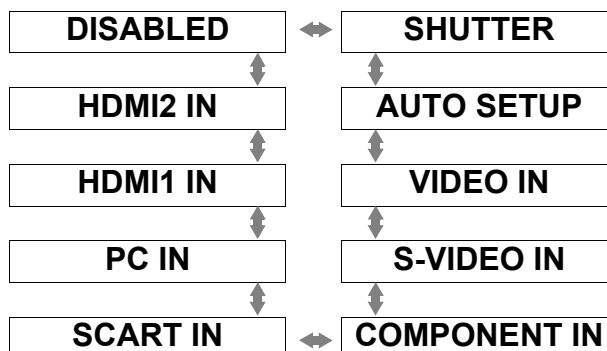 DISABLED
SHUTTER
HDMI2 IN
AUTO SETUP
HDMI1 IN
VIDEO IN
PC IN
S-VIDEO IN
SCART IN
COMPONENT IN